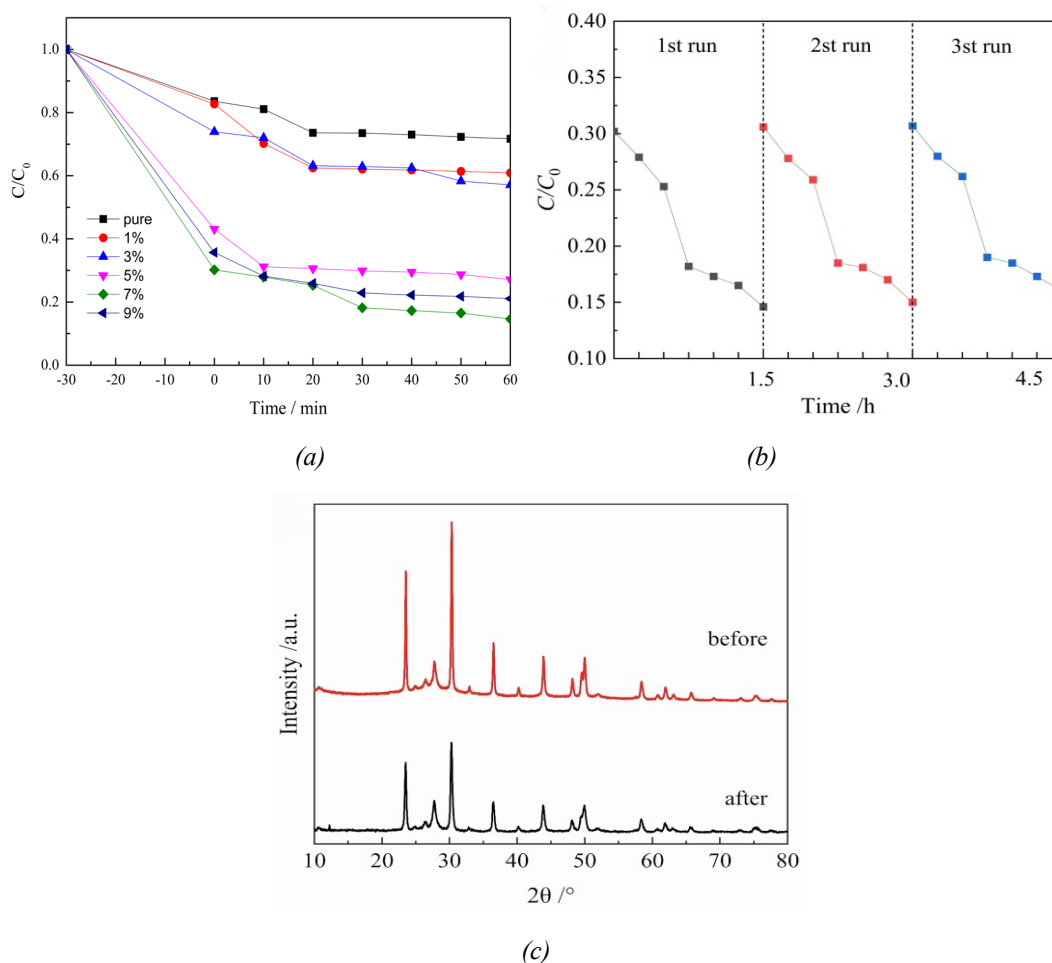 1.0
0.8
0.6
0.4
0.2
0.0
C/C0
pure
1%
3%
5%
7%
9%
-30 -20 -10 0 10 20 30 40 50 60
Time / min
(a)
0.40
0.35
0.30
0.25
0.20
0.15
0.10
C/C0
1st run 2st run 3st run
1.5 3.0 4.5
Time /h
(b)
Intensity /a.u.
before
after
10 20 30 40 50 60 70 80
2θ /°
(c)